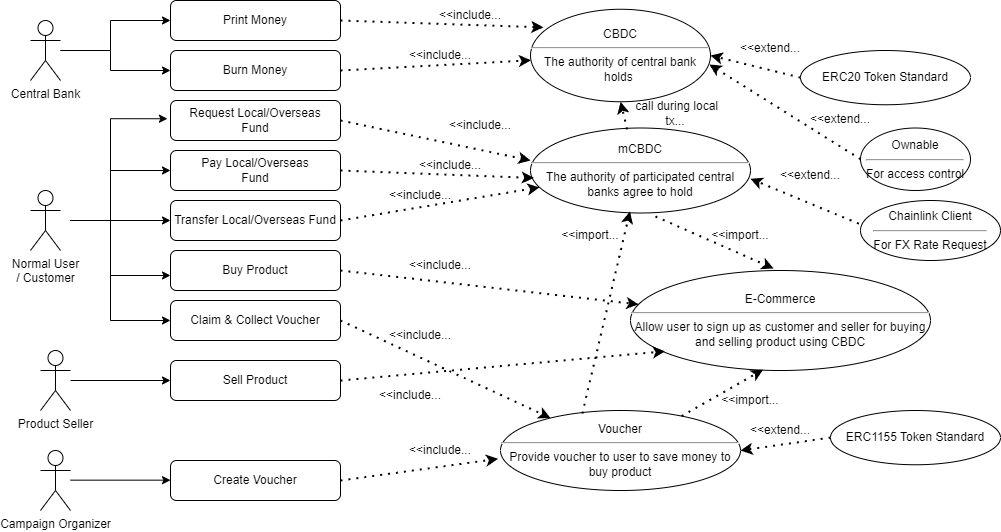 Print Money
<<include...
CBDC
The authority of central bank
holds
<<extend...
ERC20 Token Standard
Central Bank
Burn Money
<<include...
call during local
tx...
Request Local/Overseas
Fund
<<include...
<<extend...
Ownable
For access control
mCBDC
The authority of participated central
banks agree to hold
Pay Local/Overseas
Fund
<<include...
<<extend...
Chainlink Client
For FX Rate Request
Transfer Local/Overseas Fund
<<include...
<<import...
<<import...
Normal User
/ Customer
Buy Product
<<include...
E-Commerce
Allow user to sign up as customer and seller for buying
and selling product using CBDC
Claim & Collect Voucher
<<include...
Sell Product
<<include...
Product Seller
<<import...
Voucher
Provide voucher to user to save money to
buy product
<<extend...
ERC1155 Token Standard
Create Voucher
<<include...
Campaign Organizer